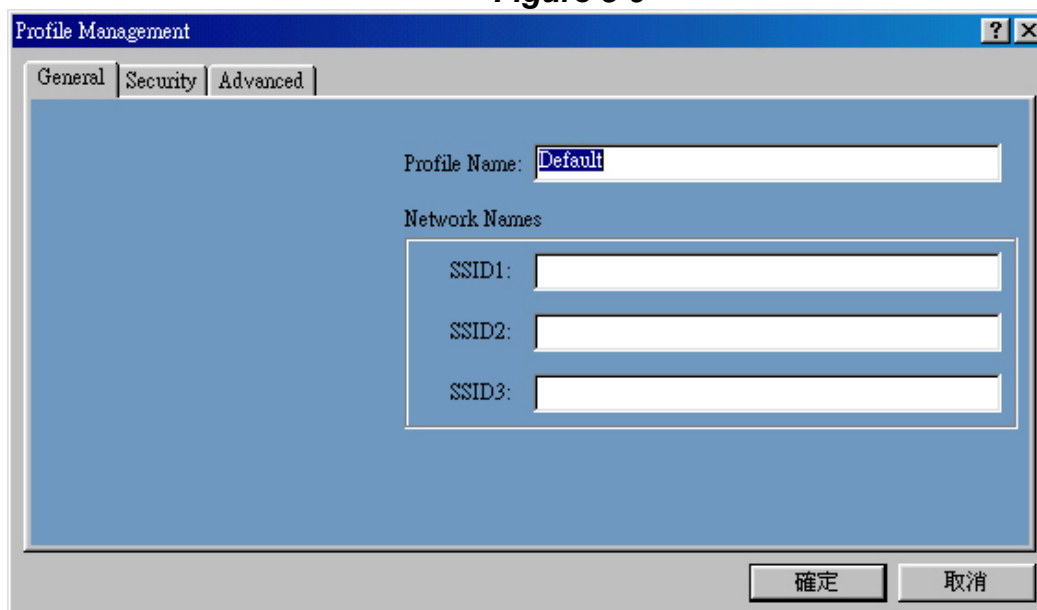 Profile Management
General Security Advanced
Profile Name: Default
Network Names
SSID1:
SSID2:
SSID3:
確定 取消